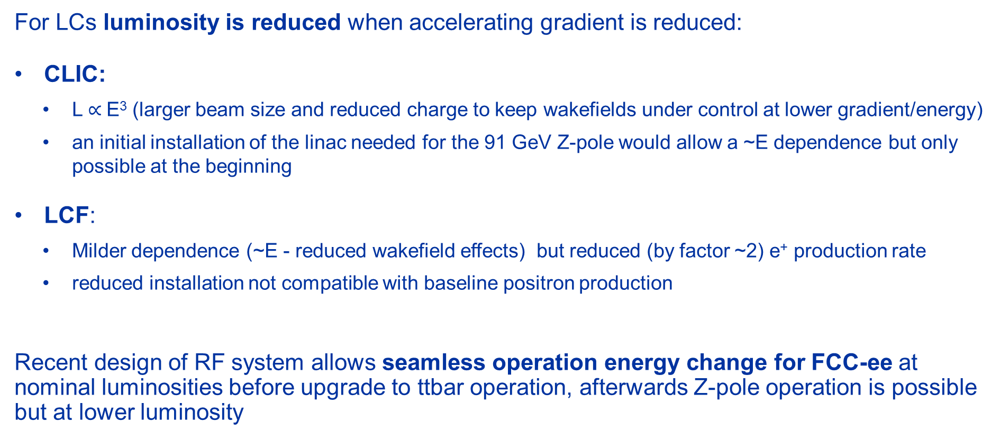 For LCs luminosity is reduced when accelerating gradient is reduced:
• CLIC:
• L ∝ E³ (larger beam size and reduced charge to keep wakefields under control at lower gradient/energy)
• an initial installation of the linac needed for the 91 GeV Z-pole would allow a ~E dependence but only
possible at the beginning
• LCF:
• Milder dependence (~E - reduced wakefield effects)  but reduced (by factor ~2) e⁺ production rate
• reduced installation not compatible with baseline positron production
Recent design of RF system allows seamless operation energy change for FCC-ee at
nominal luminosities before upgrade to ttbar operation, afterwards Z-pole operation is possible
but at lower luminosity